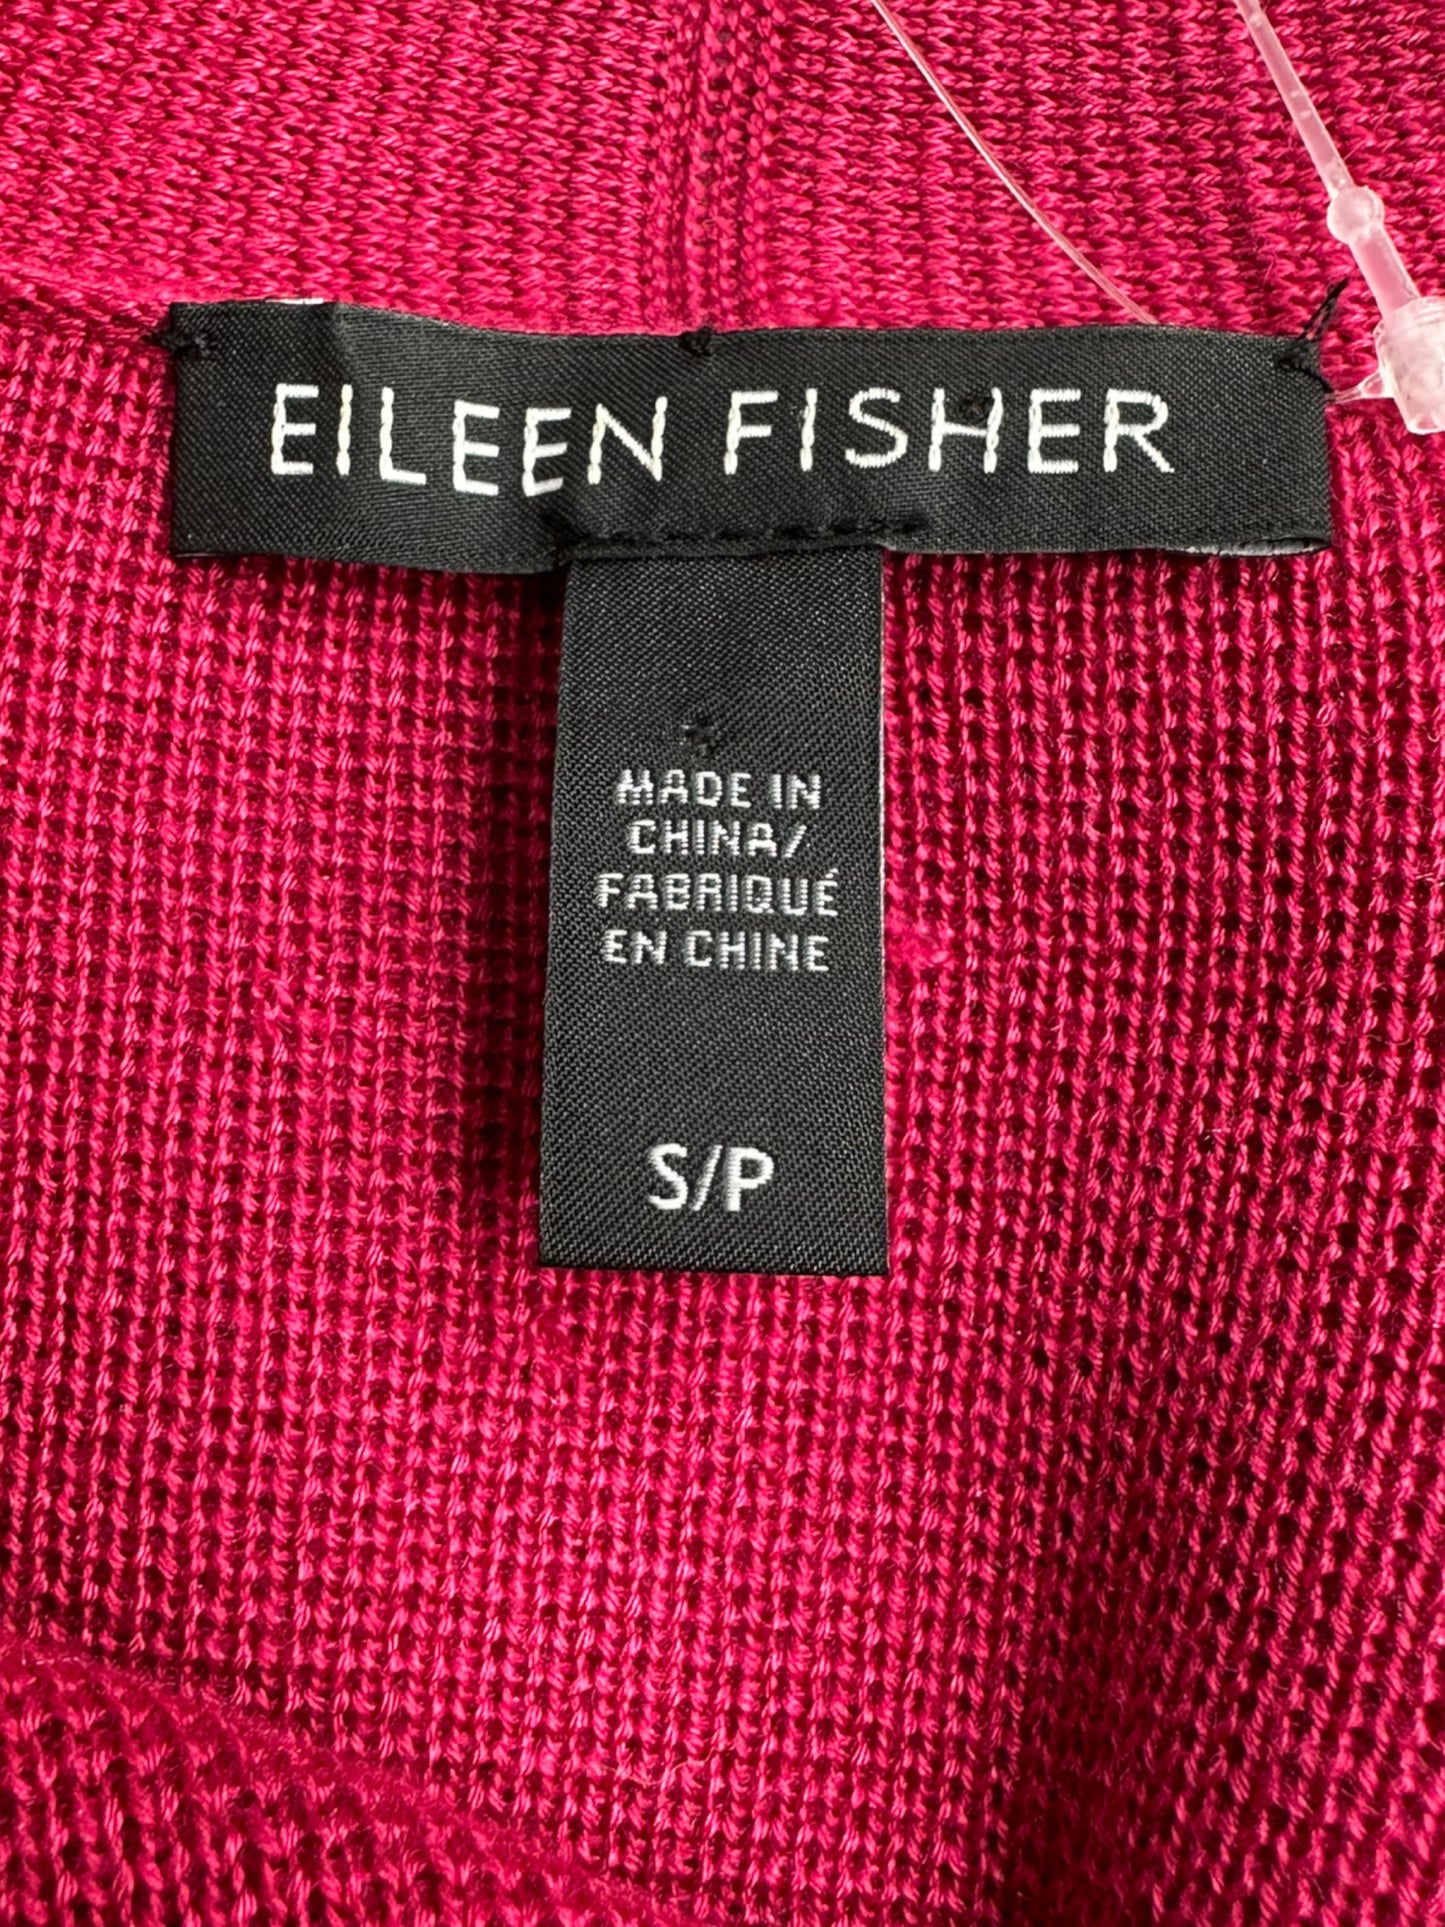 EILEEN FISHER
MADE IN
CHINA/
FABRIQUÉ
EN CHINE
S/P